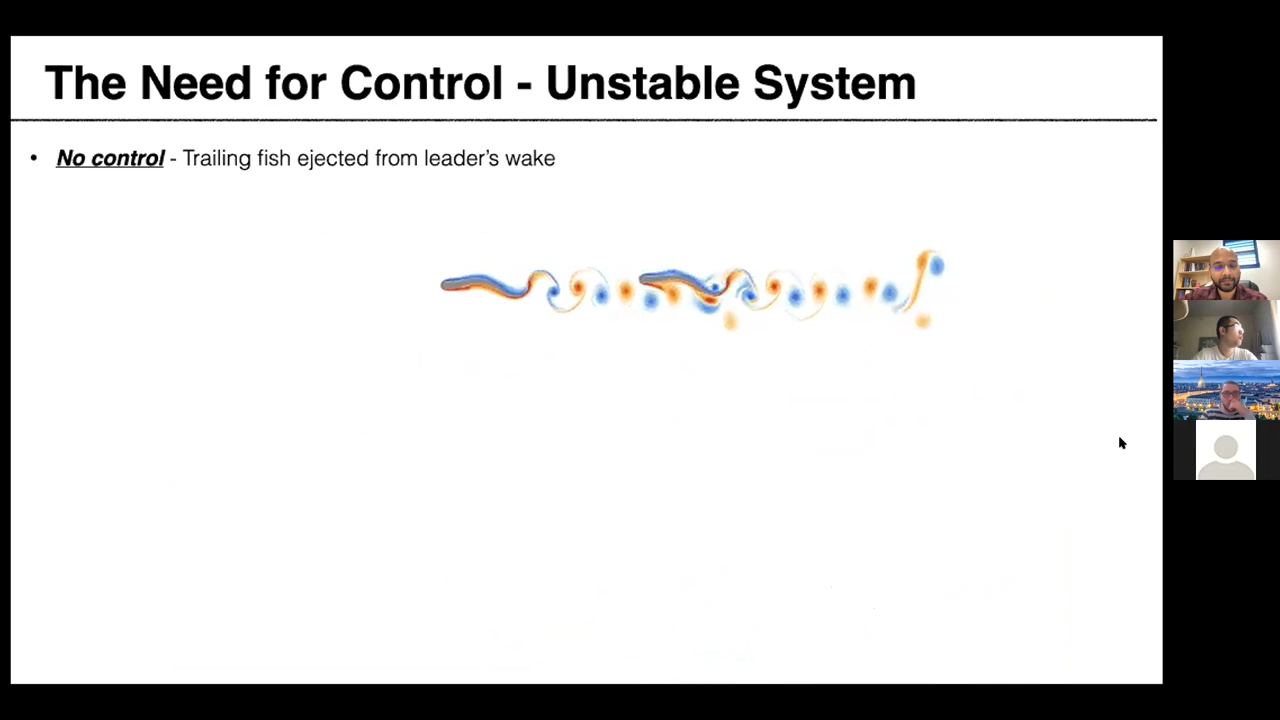 The Need for Control - Unstable System
• No control - Trailing fish ejected from leader's wake